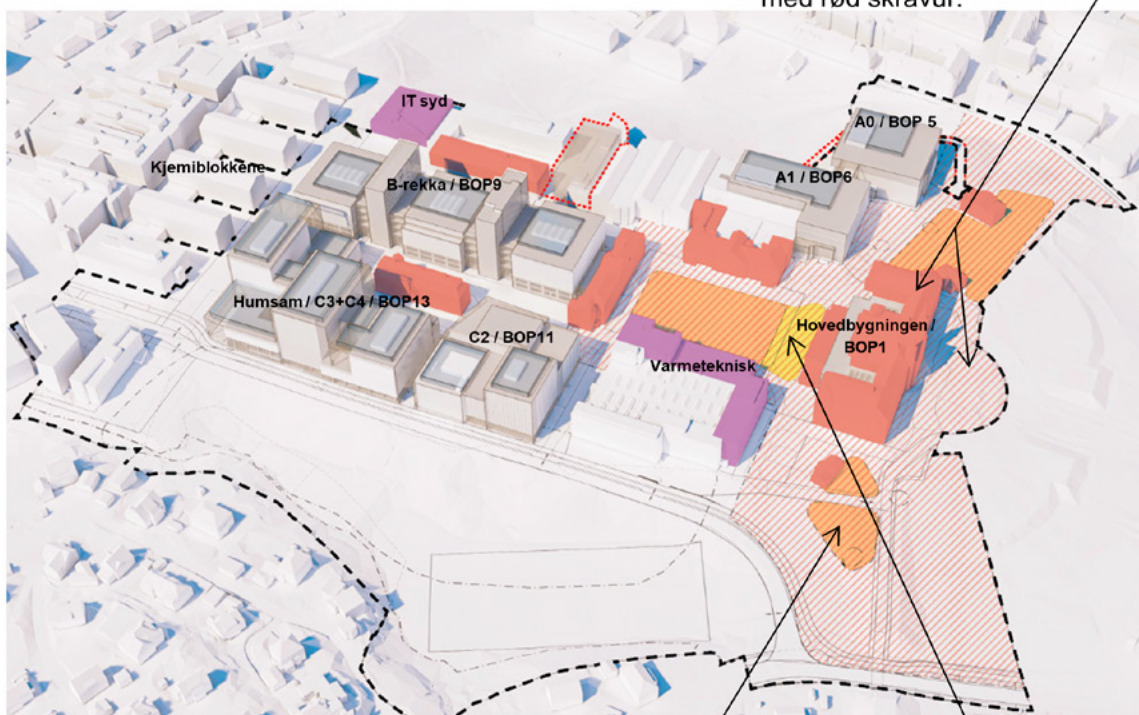 med rød skravur.
IT syd
A0 / BOP 5
Kjemiblokkene
A1 / BOP6
B-rekka / BOP9
Humsam / C3+C4 / BOP13
Hovedbygningen /
BOP1
C2 / BOP11
Varmeteknisk